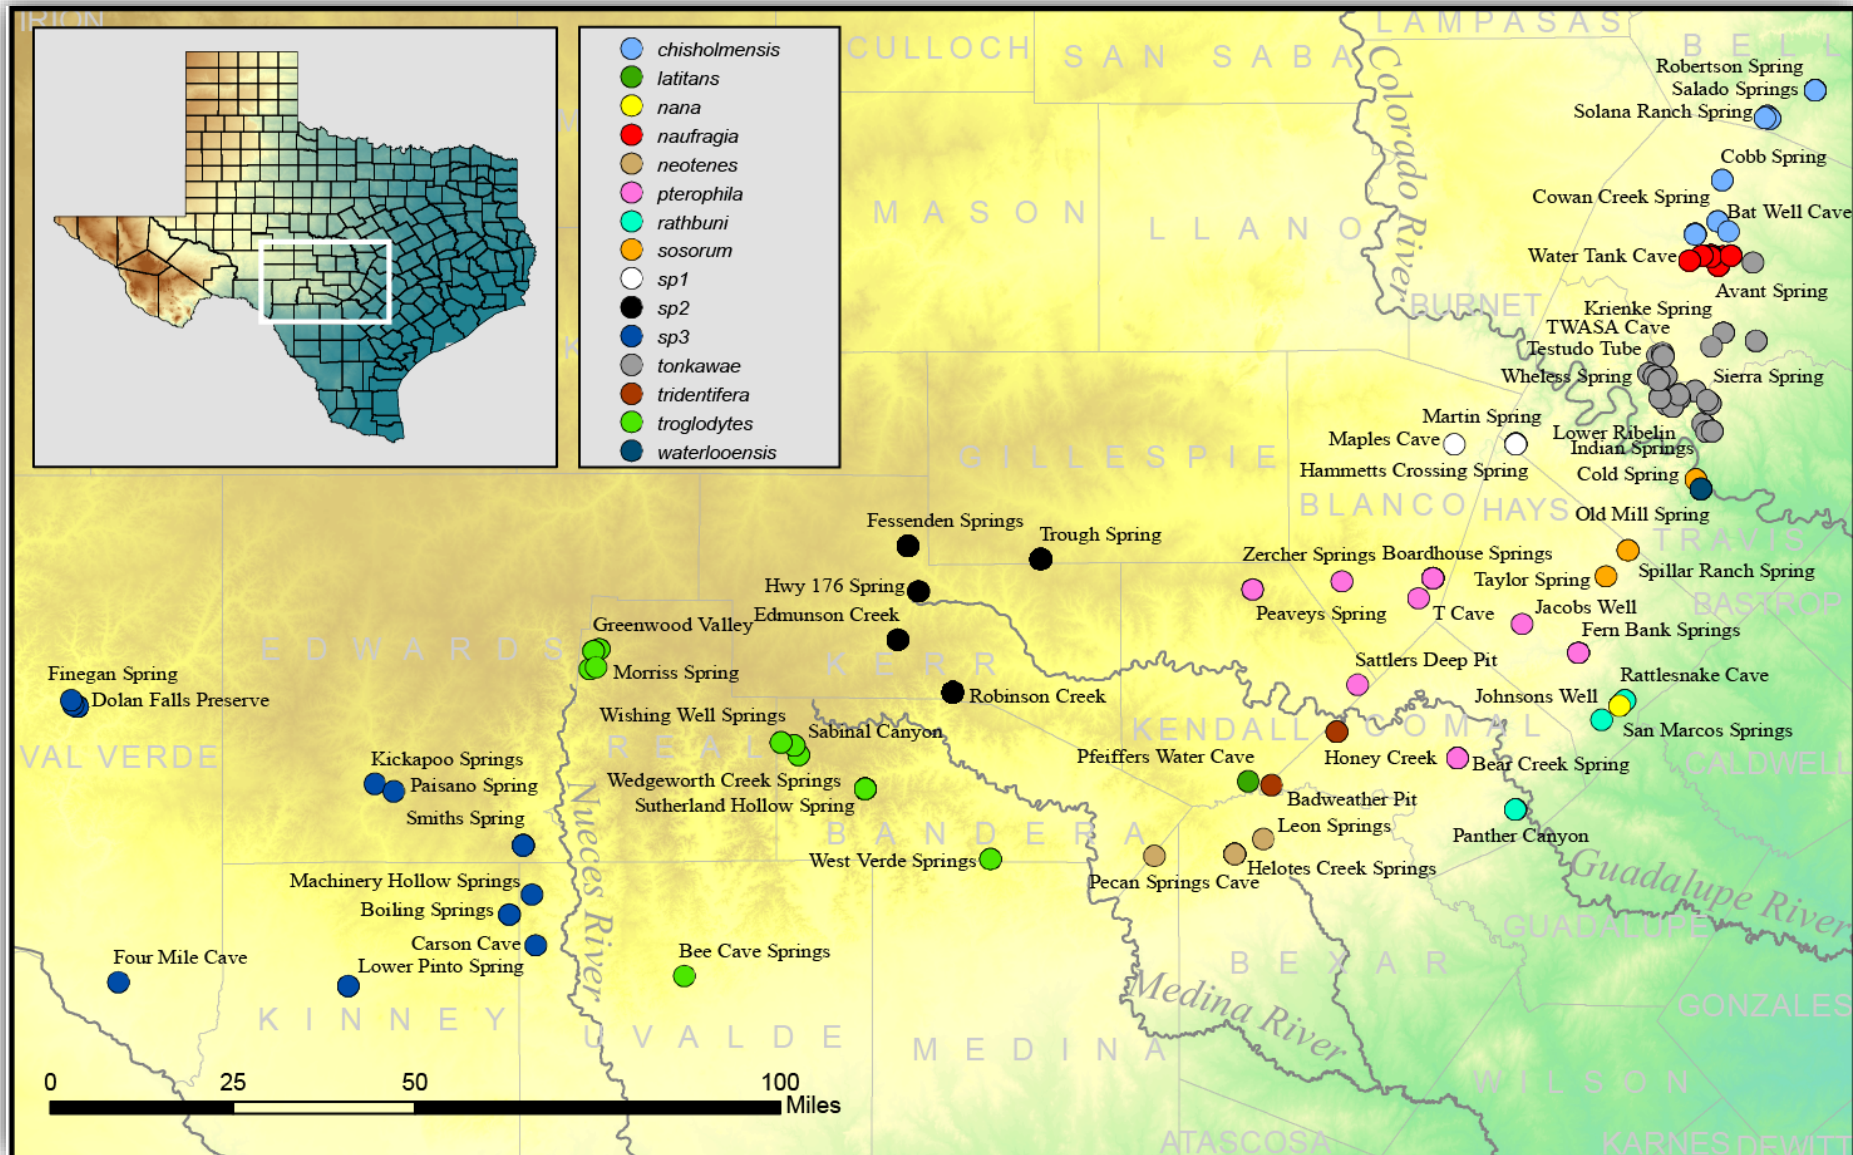 IRION
CULLOCH
SAN SABA
LAMPASAS
BELL
MASON
LLANO
BURNET
GILLESPIE
BLANCO
HAYS
TRAVIS
BASTROP
EDWARDS
KERR
REAL
KENDALL
COMAL
CALDWELL
VAL VERDE
BANDERA
GUADALUPE
BEXAR
GONZALES
KINNEY
UVALDE
MEDINA
WILSON
ATASCOSA
KARNES
DEWITT
M
K
chisholmensis
latitans
nana
naufragia
neotenes
pterophila
rathbuni
sosorum
sp1
sp2
sp3
tonkawae
tridentifera
troglodytes
waterlooensis
Colorado River
Nueces River
Medina River
Guadalupe River
Robertson Spring
Salado Springs
Solana Ranch Spring
Cobb Spring
Cowan Creek Spring
Bat Well Cave
Water Tank Cave
Avant Spring
Krienke Spring
TWASA Cave
Testudo Tube
Wheless Spring
Sierra Spring
Martin Spring
Maples Cave
Lower Ribelin
Indian Springs
Hammetts Crossing Spring
Cold Spring
Old Mill Spring
Fessenden Springs
Trough Spring
Zercher Springs
Boardhouse Springs
Taylor Spring
Spillar Ranch Spring
Hwy 176 Spring
Edmunson Creek
Peaveys Spring
T Cave
Jacobs Well
Fern Bank Springs
Greenwood Valley
Morriss Spring
Sattlers Deep Pit
Rattlesnake Cave
Finegan Spring
Dolan Falls Preserve
Robinson Creek
Johnsons Well
San Marcos Springs
Wishing Well Springs
Sabinal Canyon
Kickapoo Springs
Paisano Spring
Pfeiffers Water Cave
Honey Creek
Bear Creek Spring
Wedgeworth Creek Springs
Sutherland Hollow Spring
Badweather Pit
Smiths Spring
Leon Springs
Panther Canyon
West Verde Springs
Helotes Creek Springs
Pecan Springs Cave
Machinery Hollow Springs
Boiling Springs
Carson Cave
Bee Cave Springs
Four Mile Cave
Lower Pinto Spring
0 25 50 100
Miles